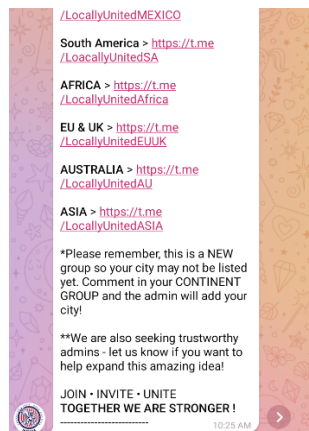 /LocallyUnitedMEXICO
South America > https://t.me
/LoacallyUnitedSA
AFRICA > https://t.me
/LocallyUnitedAfrica
EU & UK > https://t.me
/LocallyUnitedEUUK
AUSTRALIA > https://t.me
/LocallyUnitedAU
ASIA > https://t.me
/LocallyUnitedASIA
*Please remember, this is a NEW
group so your city may not be listed
yet. Comment in your CONTINENT
GROUP and the admin will add your
city!
**We are also seeking trustworthy
admins - let us know if you want to
help expand this amazing idea!
JOIN • INVITE • UNITE
TOGETHER WE ARE STRONGER !
--------------------------
10:25 AM